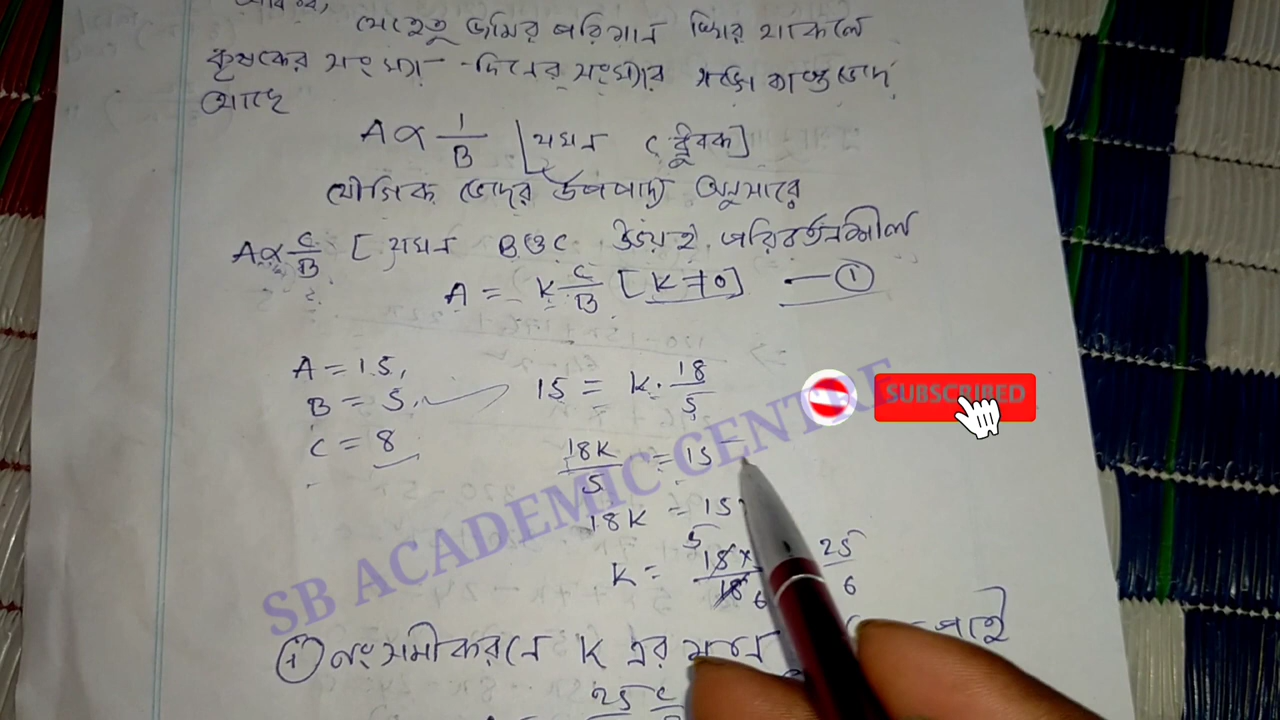 যেহেতু জমির পরিমান স্থির থাকলে
কৃষকের সংখ্যা দিনের সংখ্যার সঙ্গে ব্যস্তভেদে
আছে
A ∝ 1/B [যখন C ধ্রুবক]
যৌগিক ভেদের উপপাদ্য অনুসারে
A ∝ C/B [যখন B ও C উভয়ই পরিবর্তনশীল
A = K C/B [K ≠ 0] — ①
A = 15, 
B = 5, 15 = K · 18/5
C = 8
18K/5 = 15
18K = 15
K = 25/6
① নং সমীকরনে K এর মান পাই
25
SUBSCRIBED
SB ACADEMIC CENTRE